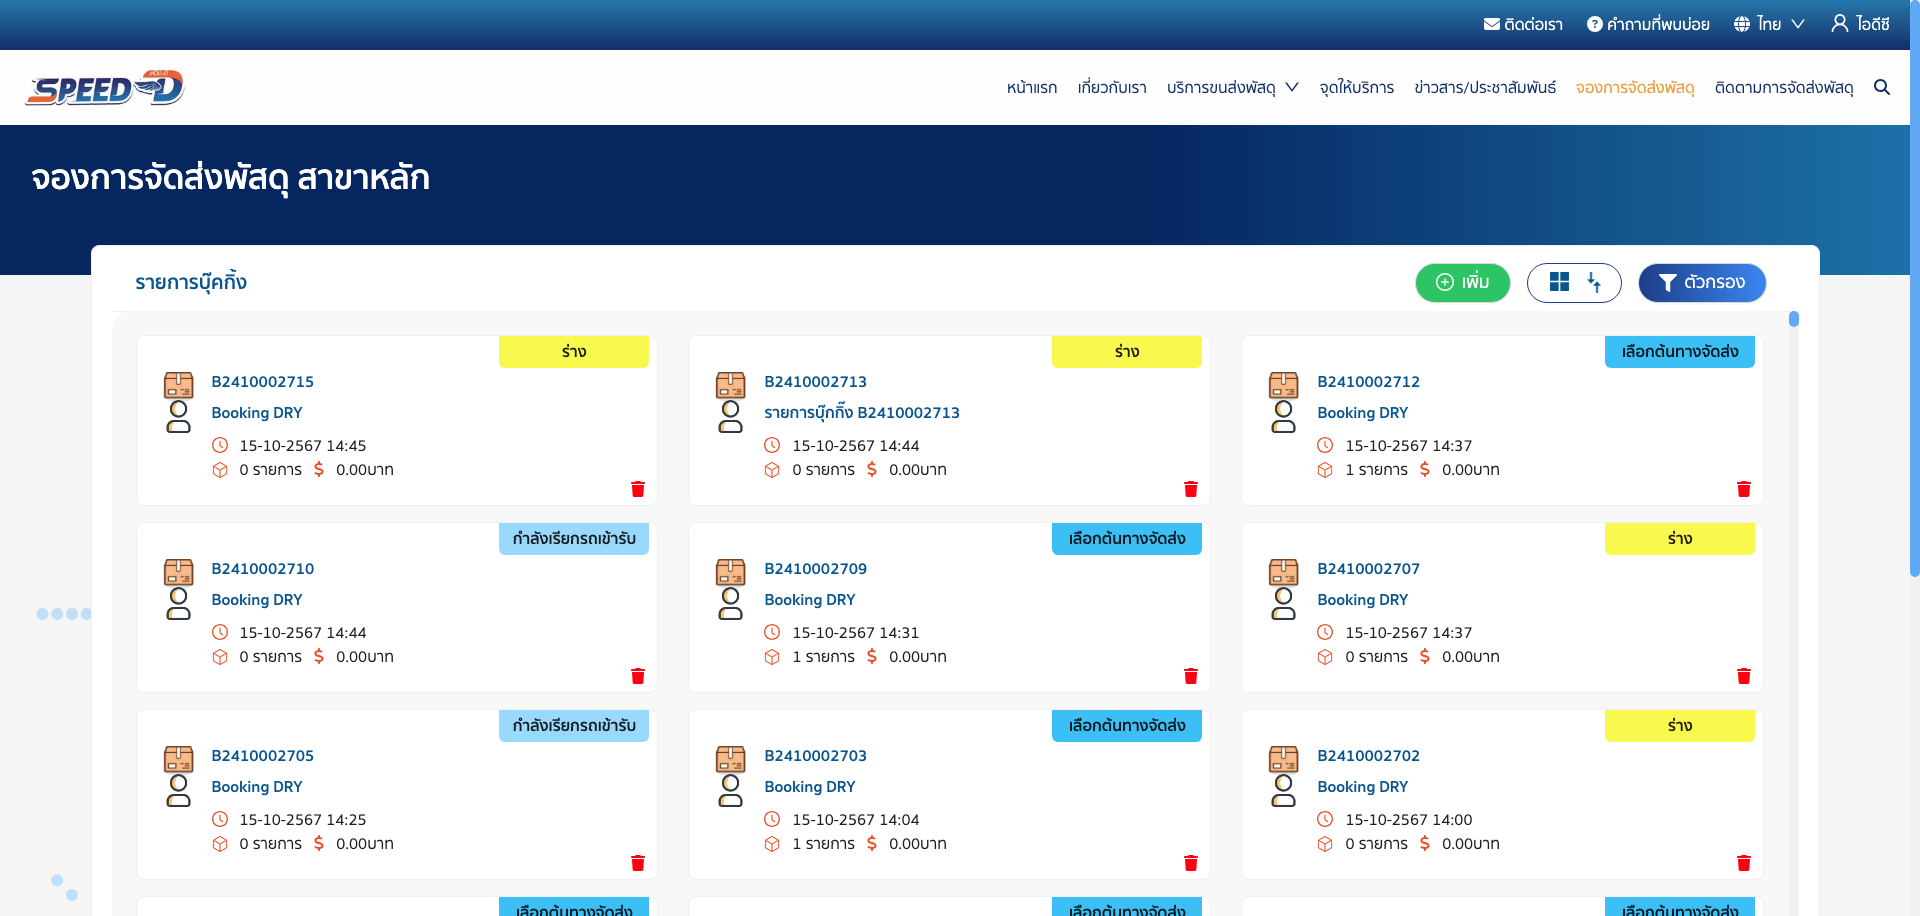 ติดต่อเรา คำถามที่พบบ่อย ไทย ไอดีซี
SPEED-D
หน้าแรก เกี่ยวกับเรา บริการขนส่งพัสดุ จุดให้บริการ ข่าวสาร/ประชาสัมพันธ์ จองการจัดส่งพัสดุ ติดตามการจัดส่งพัสดุ
จองการจัดส่งพัสดุ สาขาหลัก
รายการบุ๊คกิ้ง
เพิ่ม
ตัวกรอง
ร่าง
B2410002715
Booking DRY
15-10-2567 14:45
0 รายการ $ 0.00บาท
ร่าง
B2410002713
รายการบุ๊กกิ๊ง B2410002713
15-10-2567 14:44
0 รายการ $ 0.00บาท
เลือกต้นทางจัดส่ง
B2410002712
Booking DRY
15-10-2567 14:37
1 รายการ $ 0.00บาท
กำลังเรียกรถเข้ารับ
B2410002710
Booking DRY
15-10-2567 14:44
0 รายการ $ 0.00บาท
เลือกต้นทางจัดส่ง
B2410002709
Booking DRY
15-10-2567 14:31
1 รายการ $ 0.00บาท
ร่าง
B2410002707
Booking DRY
15-10-2567 14:37
0 รายการ $ 0.00บาท
กำลังเรียกรถเข้ารับ
B2410002705
Booking DRY
15-10-2567 14:25
0 รายการ $ 0.00บาท
เลือกต้นทางจัดส่ง
B2410002703
Booking DRY
15-10-2567 14:04
1 รายการ $ 0.00บาท
ร่าง
B2410002702
Booking DRY
15-10-2567 14:00
0 รายการ $ 0.00บาท
เลือกต้นทางจัดส่ง
เลือกต้นทางจัดส่ง
เลือกต้นทางจัดส่ง